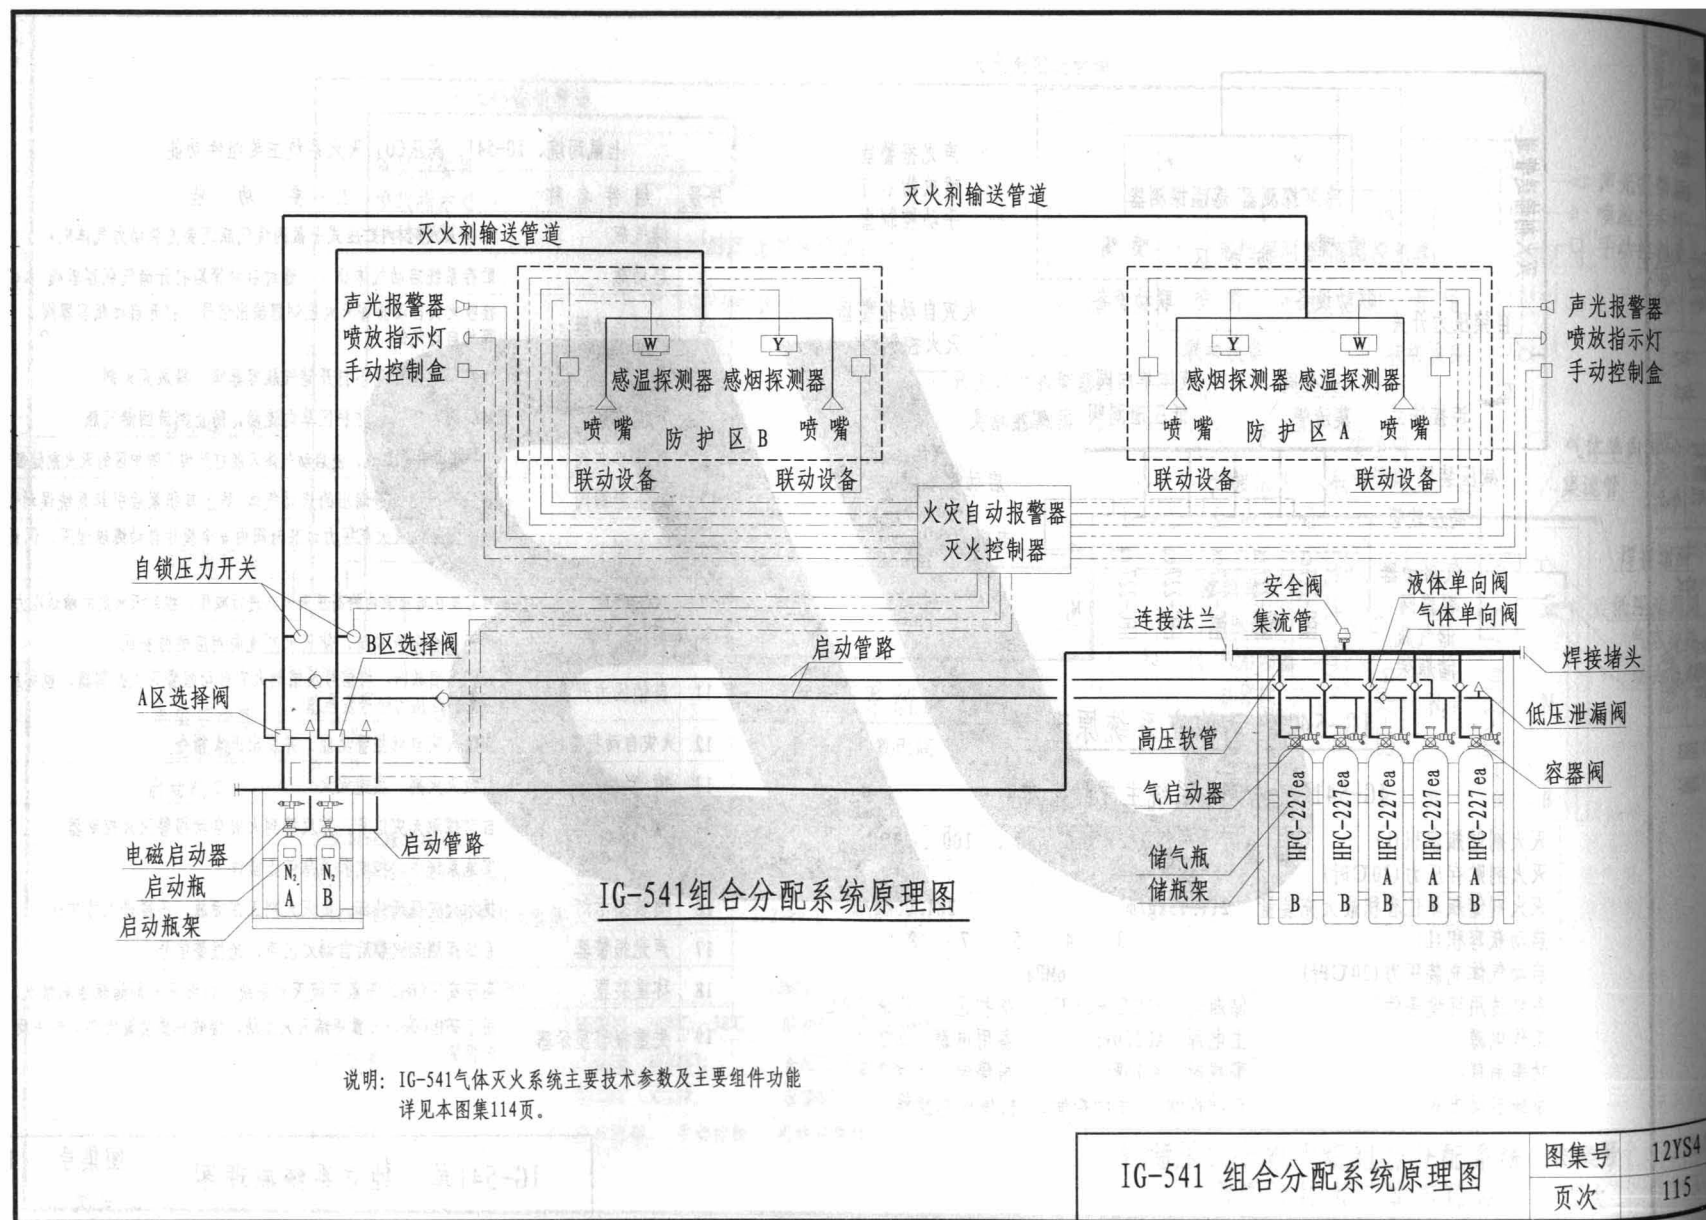 灭火剂输送管道
灭火剂输送管道
声光报警器
喷放指示灯
手动控制盒
W
Y
感温探测器 感烟探测器
喷嘴 防护区B 喷嘴
联动设备 联动设备
Y
W
感烟探测器 感温探测器
喷嘴 防护区A 喷嘴
联动设备 联动设备
声光报警器
喷放指示灯
手动控制盒
火灾自动报警器
灭火控制器
自锁压力开关
B区选择阀
A区选择阀
启动管路
连接法兰
安全阀
集流管
液体单向阀
气体单向阀
焊接堵头
低压泄漏阀
高压软管
气启动器
容器阀
储气瓶
储瓶架
HFC-227ea B
HFC-227ea B
HFC-227ea A B
HFC-227ea A B
HFC-227ea A B
电磁启动器
启动瓶
启动瓶架
启动管路
N₂ A
N₂ B
IG-541组合分配系统原理图
说明: IG-541气体灭火系统主要技术参数及主要组件功能
详见本图集114页。
IG-541 组合分配系统原理图
图集号 12YS4
页次 115